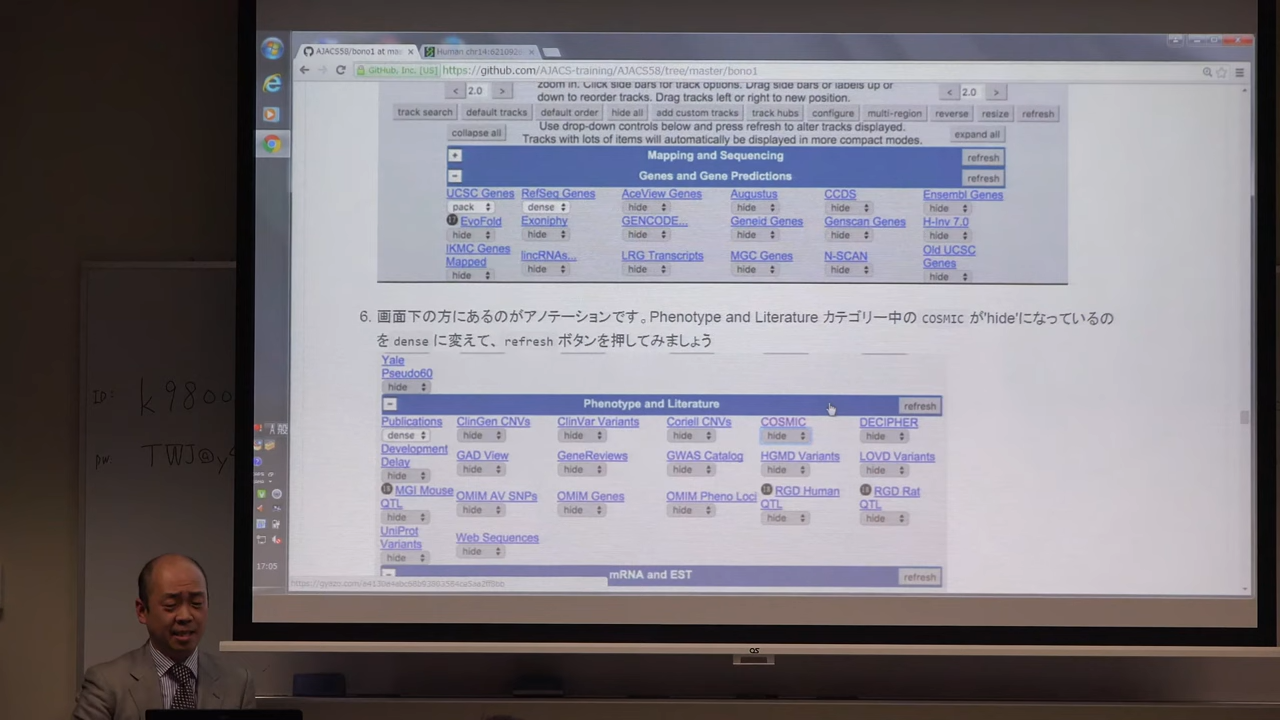 AJACS58/bono1 at mas
Human chr14:621092
GitHub, Inc. [US] https://github.com/AJACS-training/AJACS58/tree/master/bono1
< 2.0 > zoom in. Click side bars for track options. Drag side bars or labels up or < 2.0 >
down to reorder tracks. Drag tracks left or right to new position.
track search default tracks default order hide all add custom tracks track hubs configure multi-region reverse resize refresh
collapse all Use drop-down controls below and press refresh to alter tracks displayed. expand all
Tracks with lots of items will automatically be displayed in more compact modes.
+ Mapping and Sequencing refresh
- Genes and Gene Predictions refresh
UCSC Genes RefSeq Genes AceView Genes Augustus CCDS Ensembl Genes
pack dense hide hide hide hide
EvoFold Exoniphy GENCODE... Geneid Genes Genscan Genes H-Inv 7.0
hide hide hide hide hide hide
IKMC Genes Mapped lincRNAs... LRG Transcripts MGC Genes N-SCAN Old UCSC Genes
hide hide hide hide hide hide
6. 画面下の方にあるのがアノテーションです。Phenotype and Literature カテゴリー中の COSMIC が'hide'になっているの
を dense に変えて、 refresh ボタンを押してみましょう
Yale
Pseudo60
hide
- Phenotype and Literature refresh
Publications ClinGen CNVs ClinVar Variants Coriell CNVs COSMIC DECIPHER
dense hide hide hide hide hide
Development Delay GAD View GeneReviews GWAS Catalog HGMD Variants LOVD Variants
hide hide hide hide hide hide
MGI Mouse QTL OMIM AV SNPs OMIM Genes OMIM Pheno Loci RGD Human QTL RGD Rat QTL
hide hide hide hide hide hide
UniProt Variants Web Sequences
hide hide
- mRNA and EST refresh
17:05
ID: k9800
pw: TWJ@y
OS